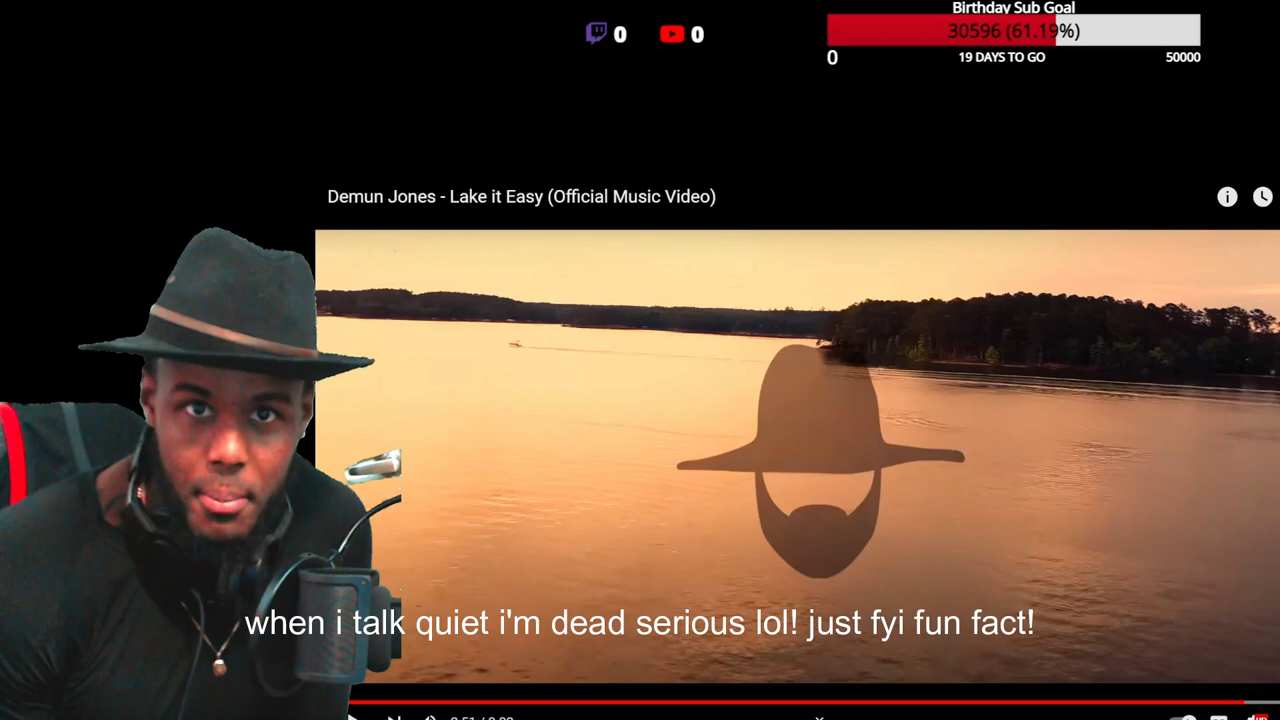 Birthday Sub Goal
0 0 30596 (61.19%)
0 19 DAYS TO GO 50000
Demun Jones - Lake it Easy (Official Music Video)
when i talk quiet i'm dead serious lol! just fyi fun fact!